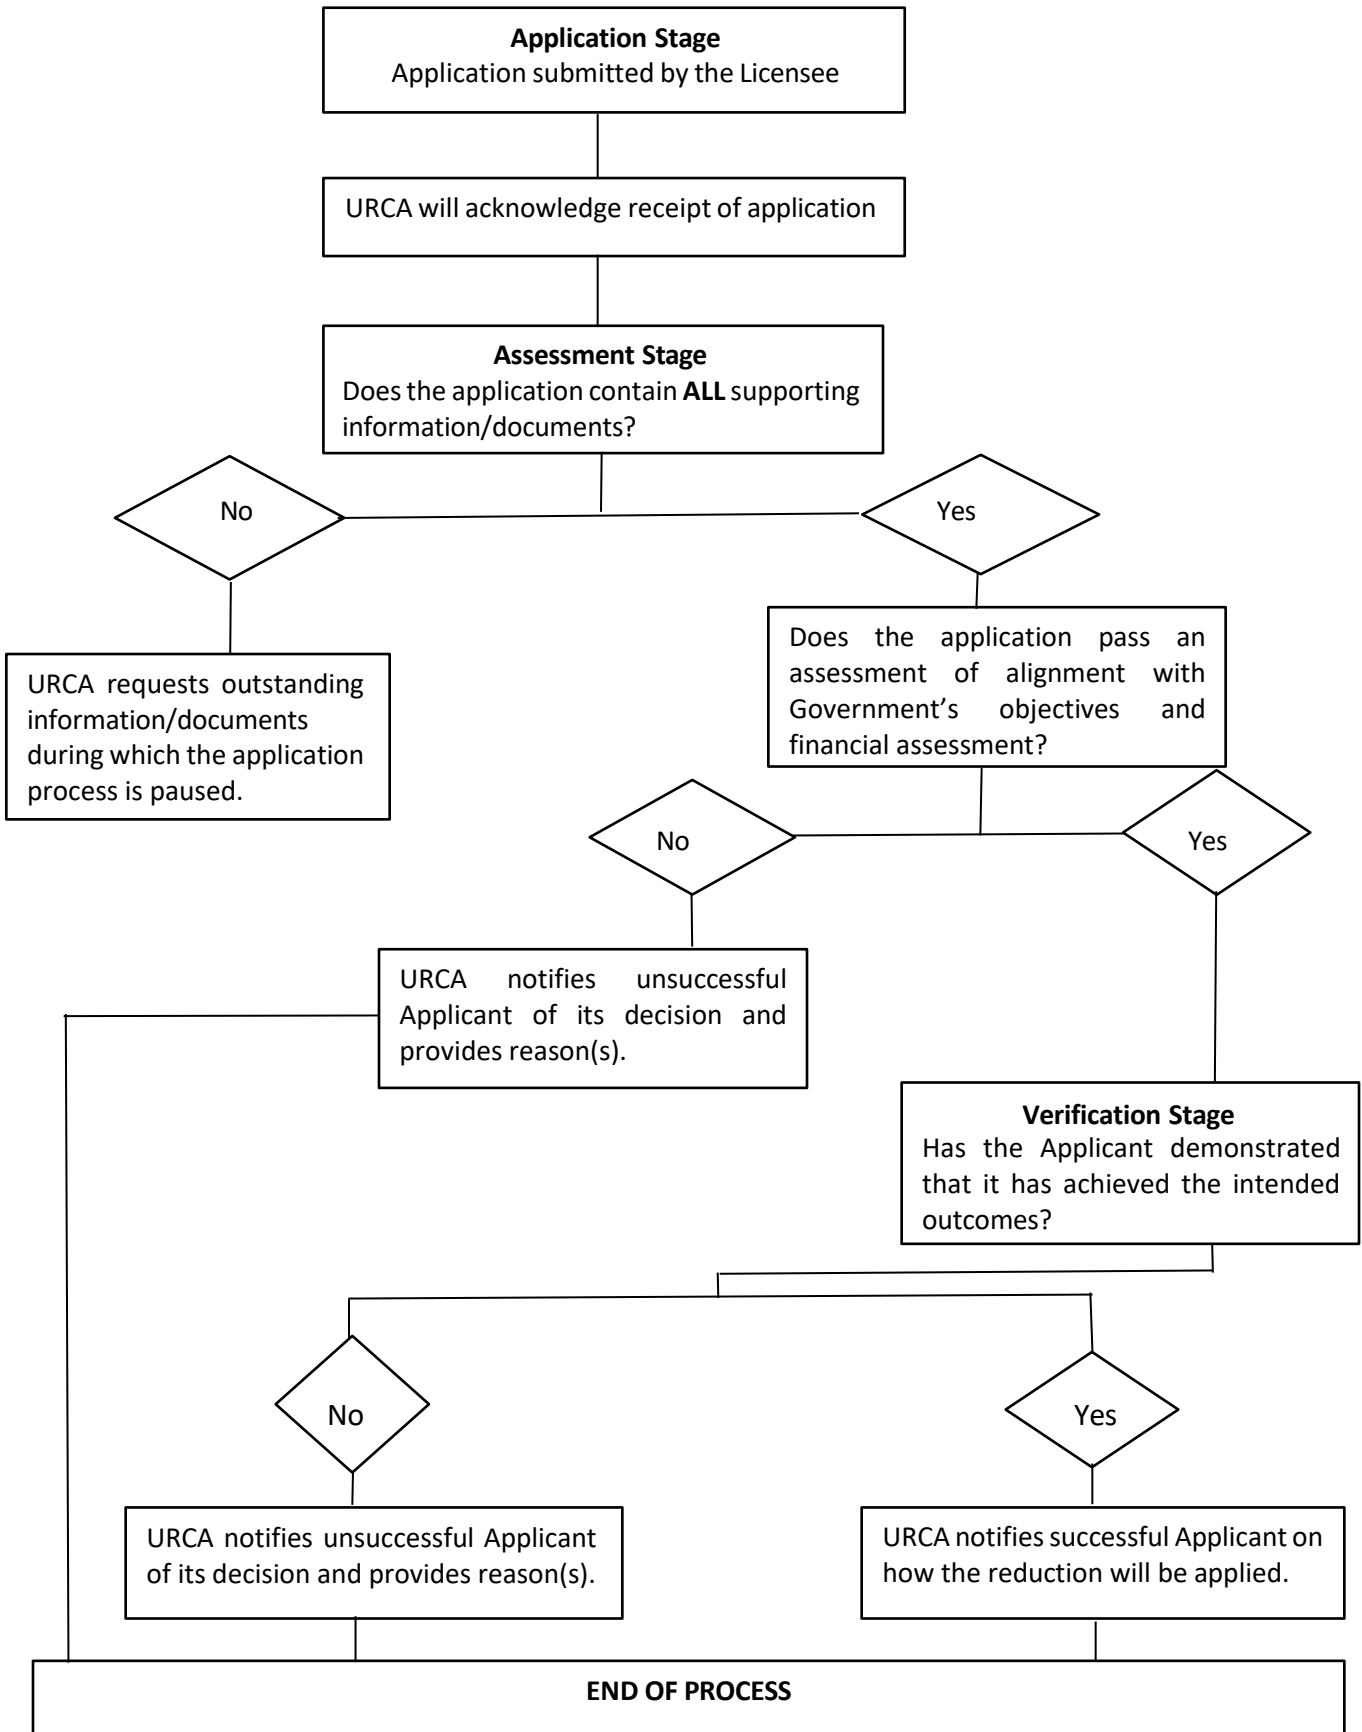 Application Stage
Application submitted by the Licensee
URCA will acknowledge receipt of application
Assessment Stage
Does the application contain ALL supporting
information/documents?
No
Yes
URCA requests outstanding
information/documents
during which the application
process is paused.
Does the application pass an
assessment of alignment with
Government’s objectives and
financial assessment?
No
Yes
URCA notifies unsuccessful
Applicant of its decision and
provides reason(s).
Verification Stage
Has the Applicant demonstrated
that it has achieved the intended
outcomes?
No
Yes
URCA notifies unsuccessful Applicant
of its decision and provides reason(s).
URCA notifies successful Applicant on
how the reduction will be applied.
END OF PROCESS